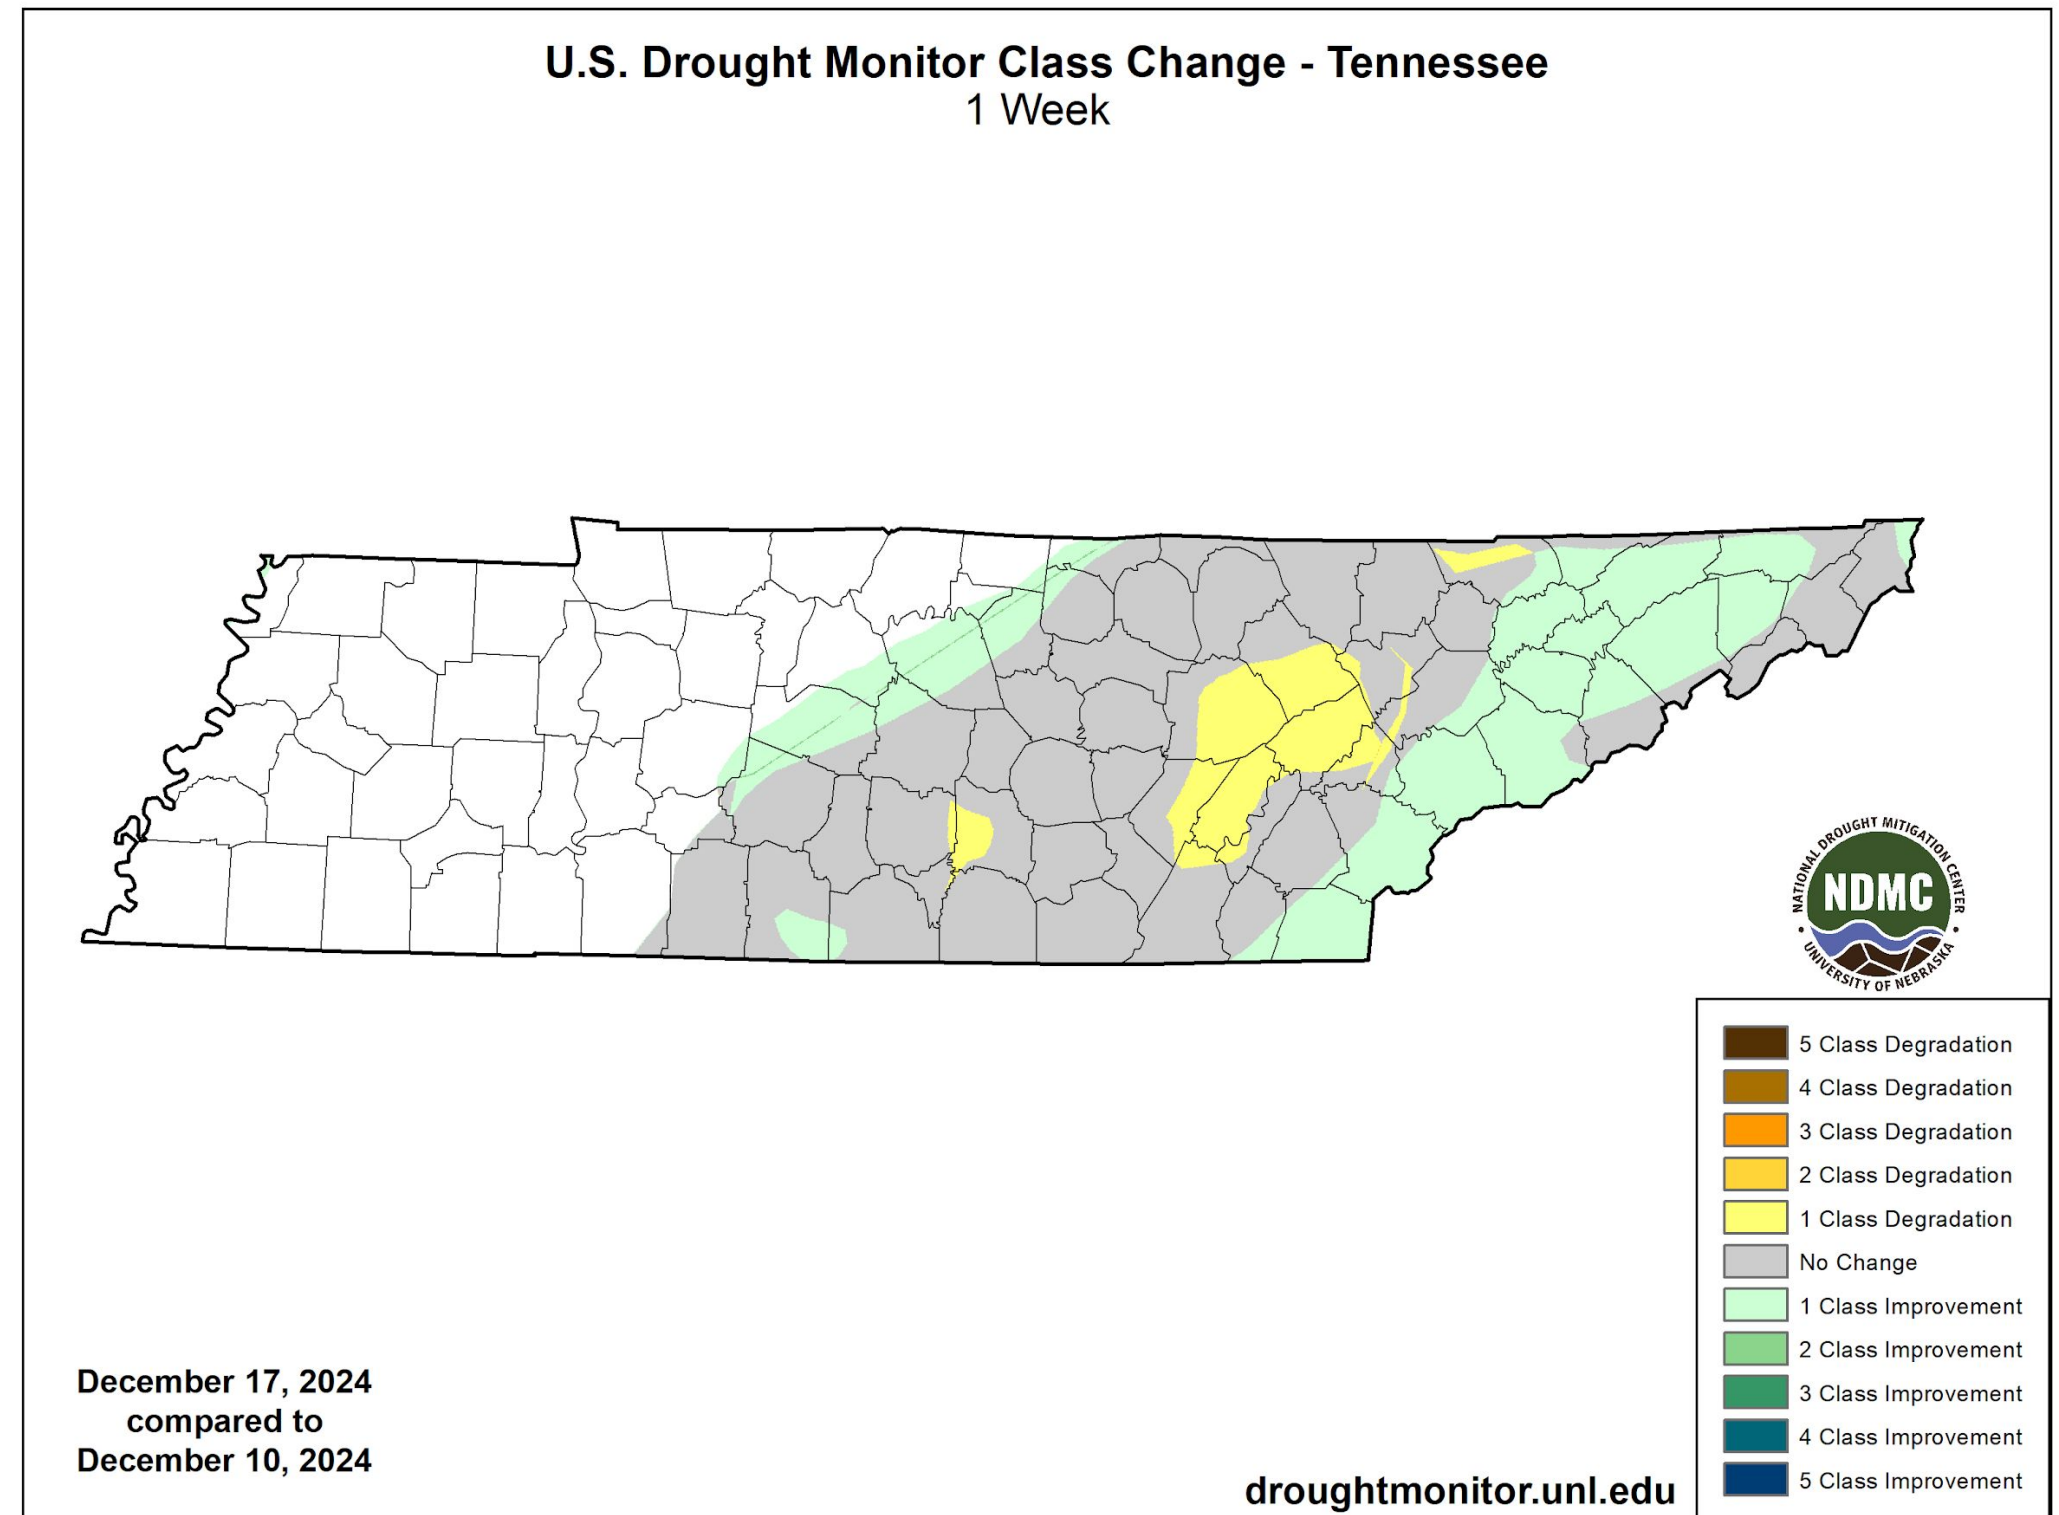 U.S. Drought Monitor Class Change - Tennessee
1 Week
NATIONAL DROUGHT MITIGATION CENTER
NDMC
UNIVERSITY OF NEBRASKA
5 Class Degradation
4 Class Degradation
3 Class Degradation
2 Class Degradation
1 Class Degradation
No Change
1 Class Improvement
2 Class Improvement
3 Class Improvement
4 Class Improvement
5 Class Improvement
December 17, 2024
compared to
December 10, 2024
droughtmonitor.unl.edu